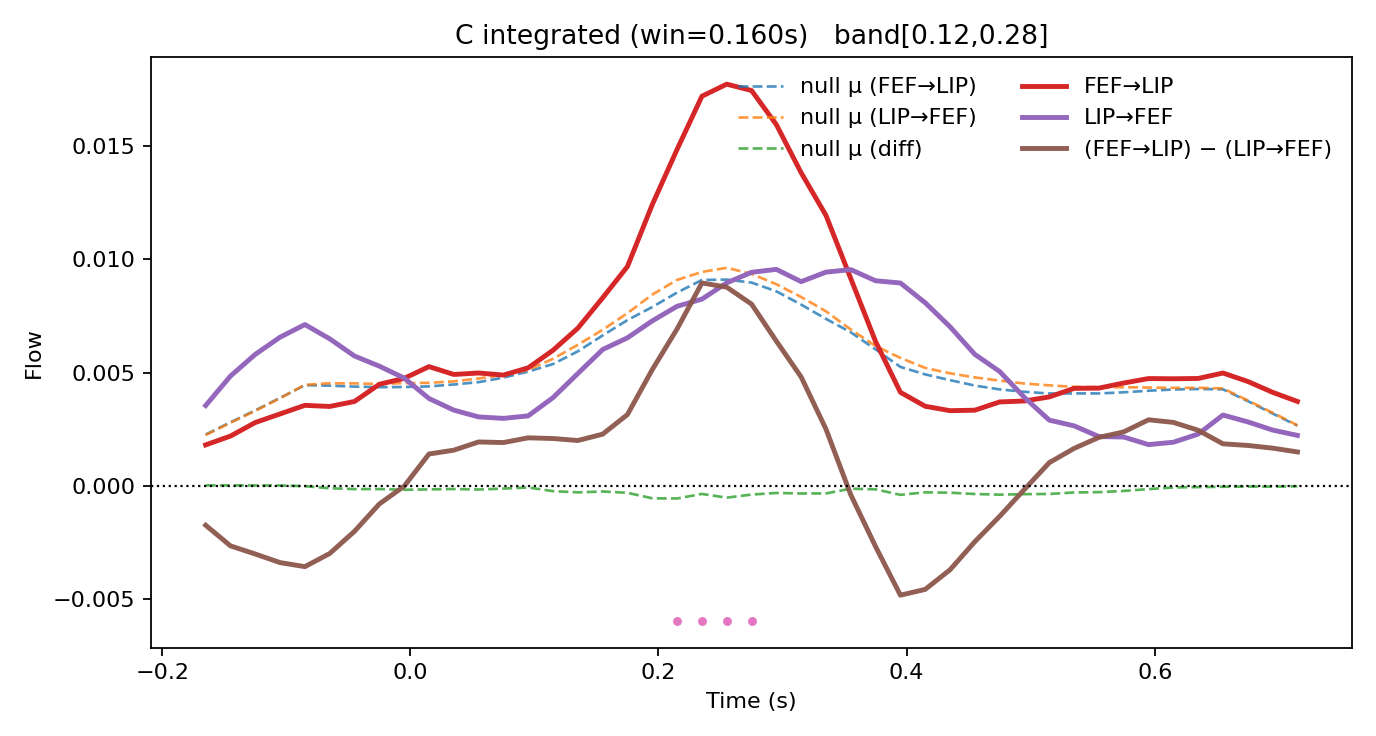 C integrated (win=0.160s)   band[0.12,0.28]
null μ (FEF→LIP)
null μ (LIP→FEF)
null μ (diff)
FEF→LIP
LIP→FEF
(FEF→LIP) − (LIP→FEF)
Flow
0.015
0.010
0.005
0.000
−0.005
−0.2
0.0
0.2
0.4
0.6
Time (s)